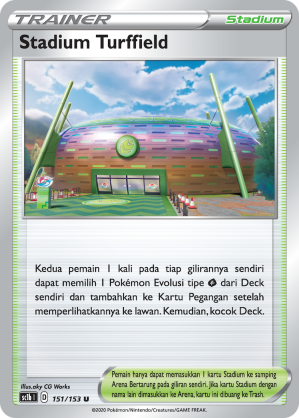 TRAINER Stadium
Stadium Turffield
Kedua pemain 1 kali pada tiap gilirannya sendiri
dapat memilih 1 Pokémon Evolusi tipe dari Deck
sendiri dan tambahkan ke Kartu Pegangan setelah
memperlihatkannya ke lawan. Kemudian, kocok Deck.
Illus.aky CG Works
sc1b I D 151/153 U
Pemain hanya dapat memasukkan 1 kartu Stadium ke samping
Arena Bertarung pada giliran sendiri. Jika kartu Stadium dengan
nama lain dimasukkan ke Arena, kartu ini dibuang ke Trash.
©2020 Pokémon/Nintendo/Creatures/GAME FREAK.